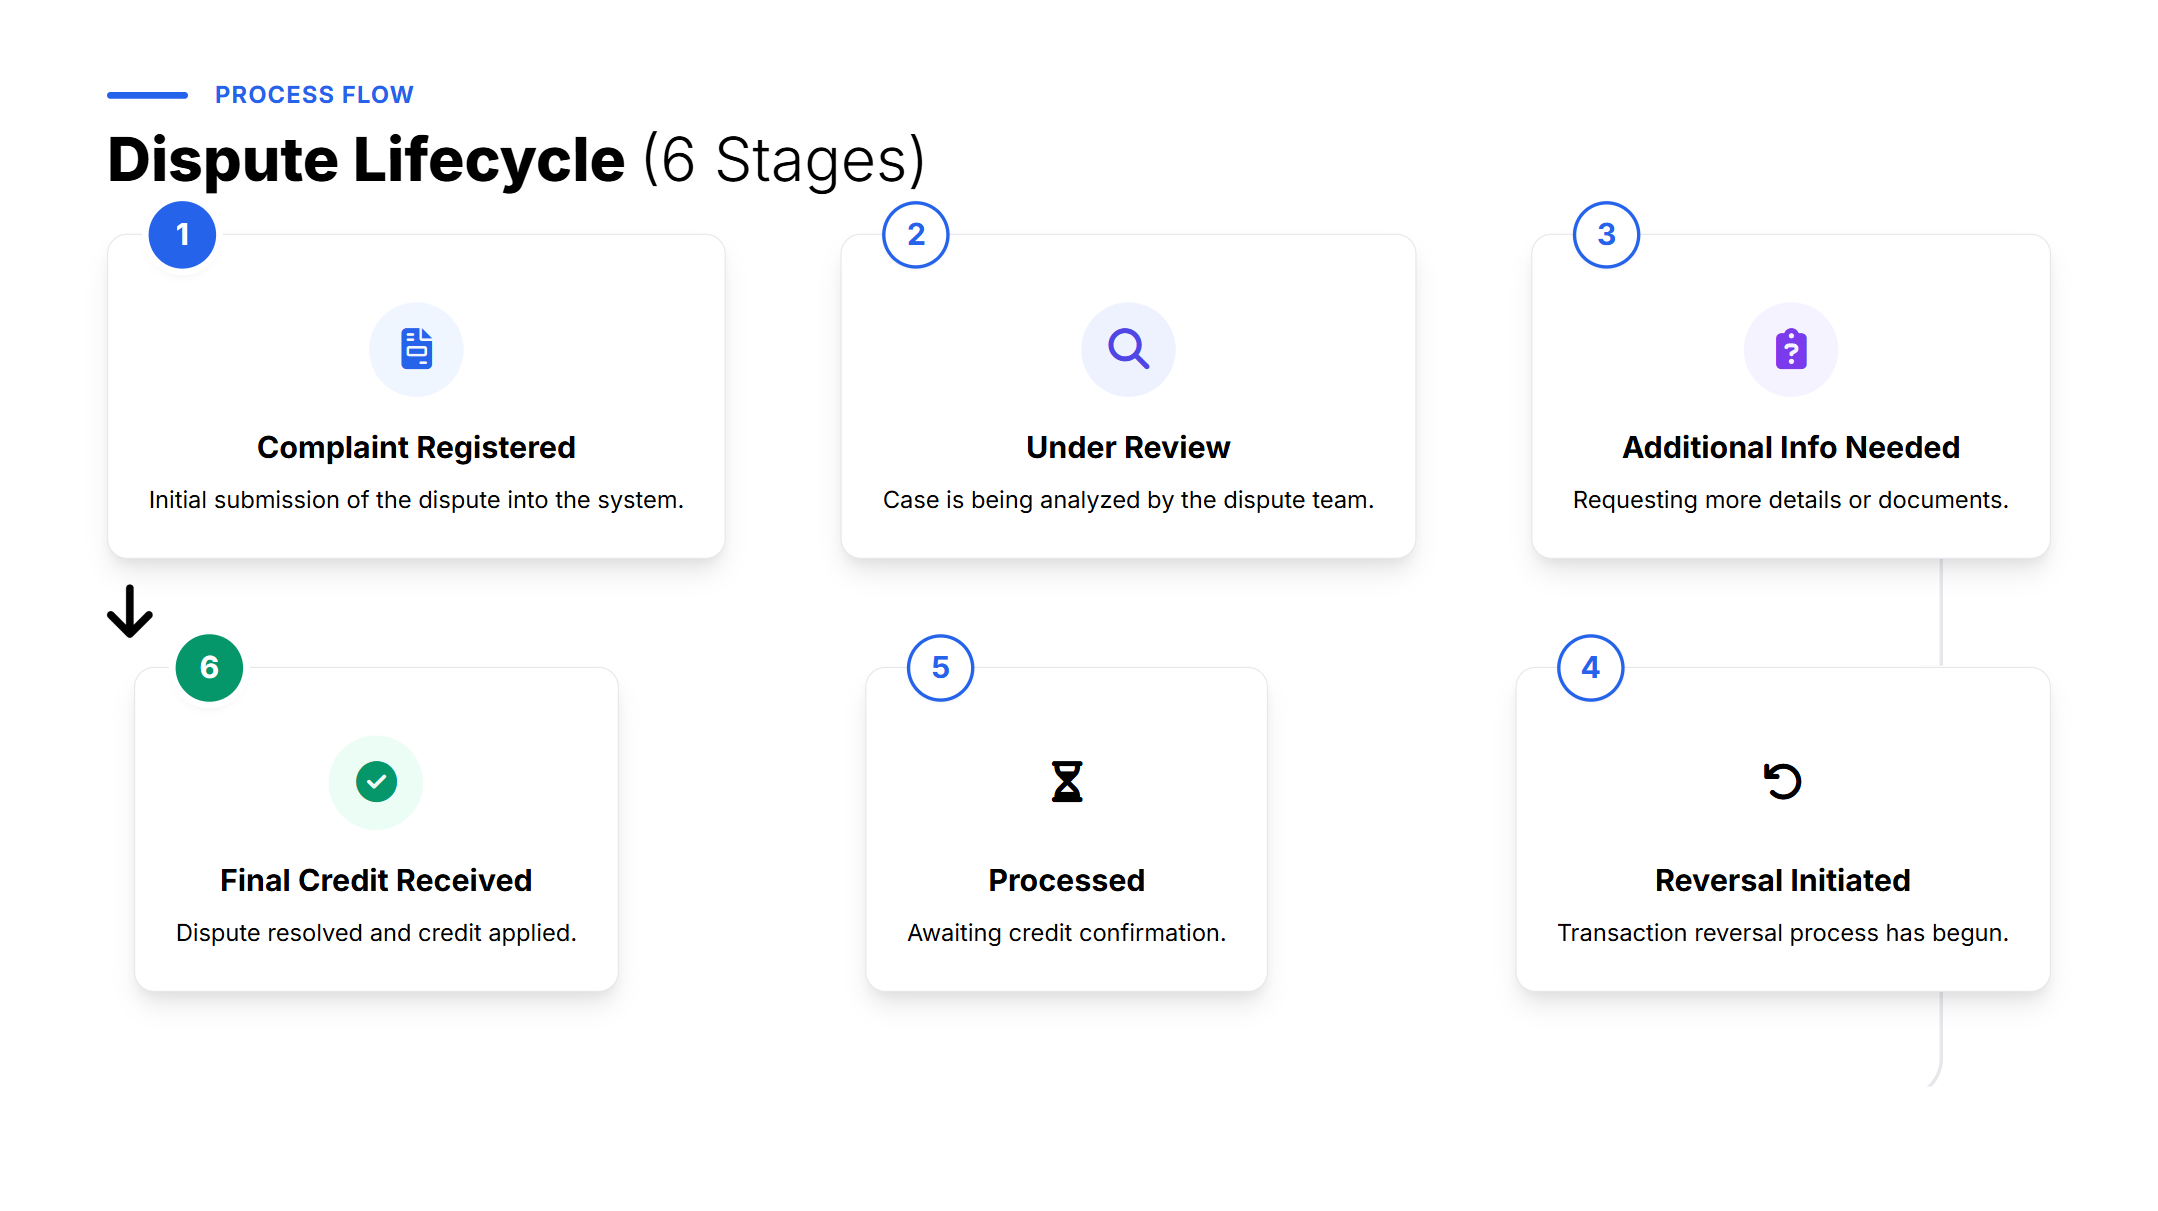 PROCESS FLOW
Dispute Lifecycle (6 Stages)
1
Complaint Registered
Initial submission of the dispute into the system.
2
Under Review
Case is being analyzed by the dispute team.
3
Additional Info Needed
Requesting more details or documents.
6
Final Credit Received
Dispute resolved and credit applied.
5
Processed
Awaiting credit confirmation.
4
Reversal Initiated
Transaction reversal process has begun.